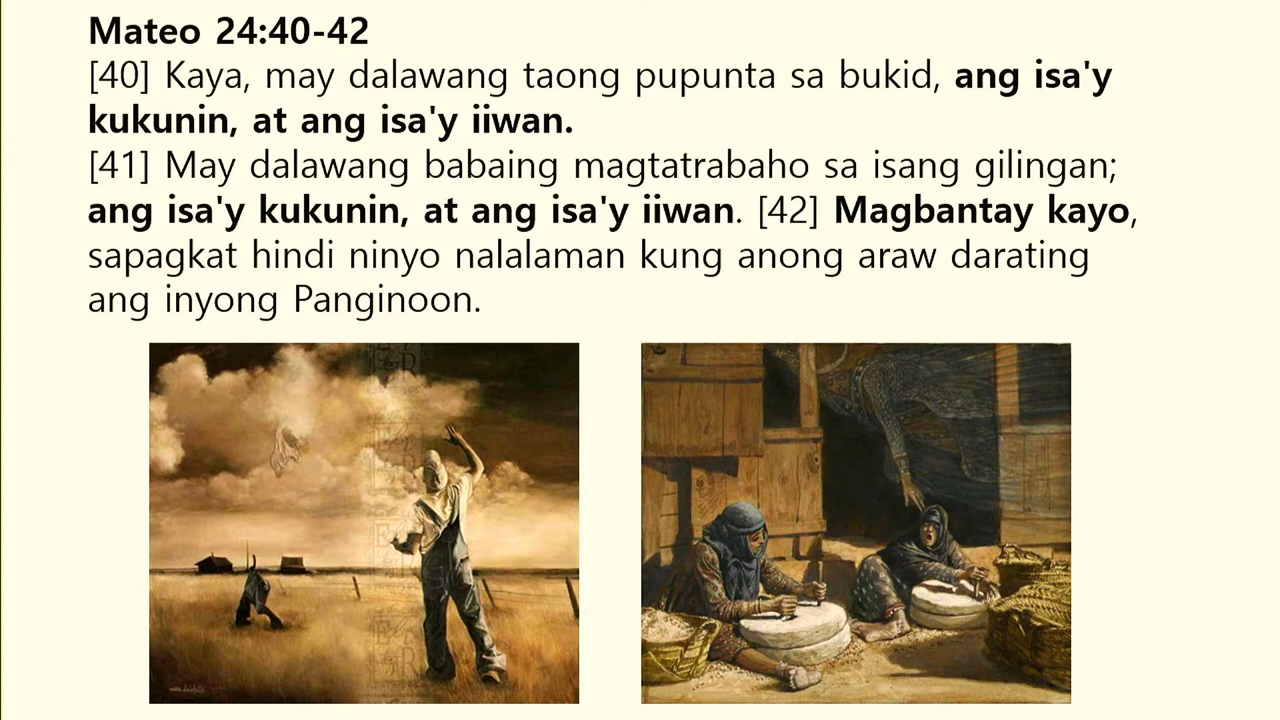 Mateo 24:40-42
[40] Kaya, may dalawang taong pupunta sa bukid, ang isa'y
kukunin, at ang isa'y iiwan.
[41] May dalawang babaing magtatrabaho sa isang gilingan;
ang isa'y kukunin, at ang isa'y iiwan. [42] Magbantay kayo,
sapagkat hindi ninyo nalalaman kung anong araw darating
ang inyong Panginoon.